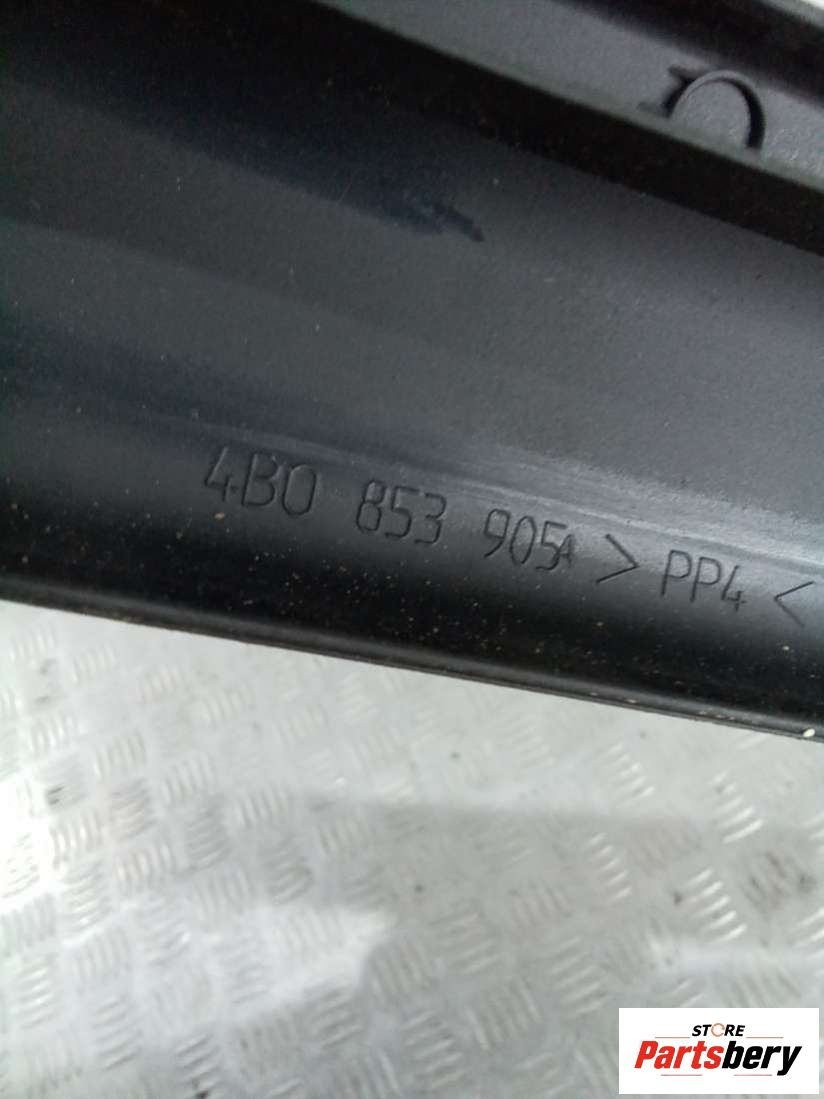 4B0 853 905A > PP4 <
STORE
Partsbery